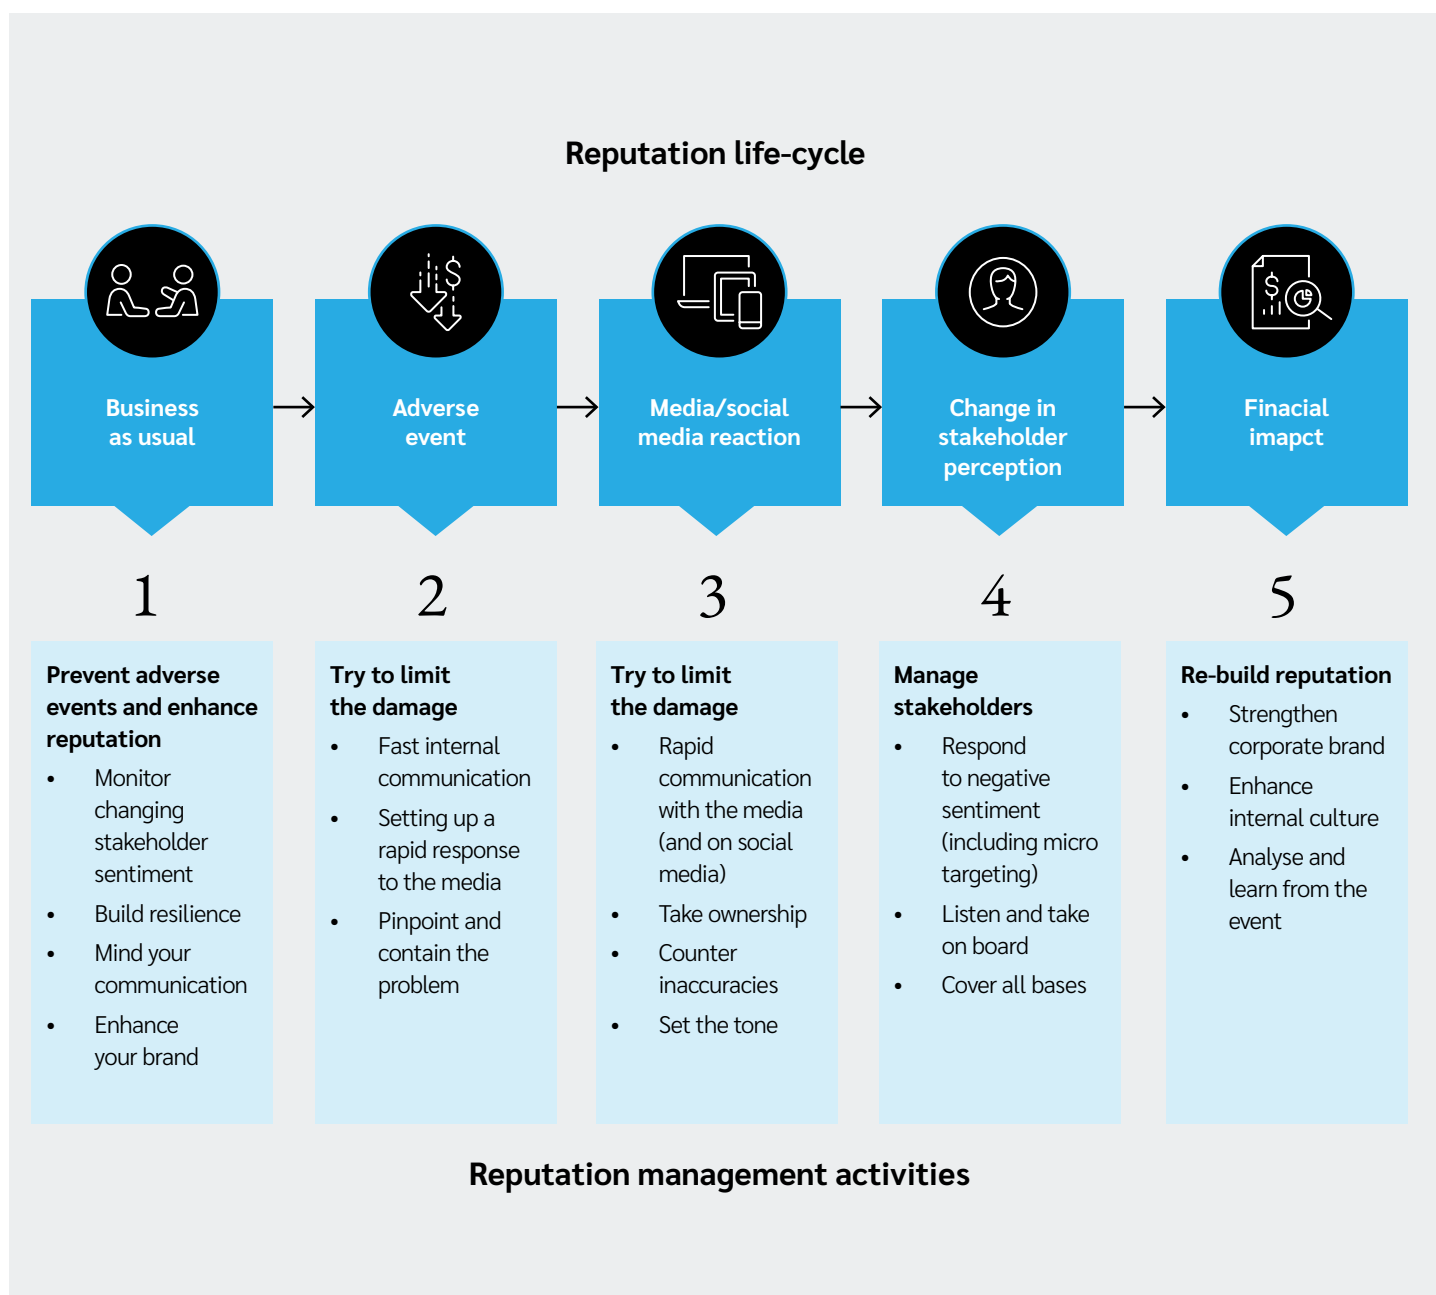 Reputation life-cycle
Business
as usual
Adverse
event
Media/social
media reaction
Change in
stakeholder
perception
Finacial
imapct
1
2
3
4
5
Prevent adverse
events and enhance
reputation
• Monitor
changing
stakeholder
sentiment
• Build resilience
• Mind your
communication
• Enhance
your brand
Try to limit
the damage
• Fast internal
communication
• Setting up a
rapid response
to the media
• Pinpoint and
contain the
problem
Try to limit
the damage
• Rapid
communication
with the media
(and on social
media)
• Take ownership
• Counter
inaccuracies
• Set the tone
Manage
stakeholders
• Respond
to negative
sentiment
(including micro
targeting)
• Listen and take
on board
• Cover all bases
Re-build reputation
• Strengthen
corporate brand
• Enhance
internal culture
• Analyse and
learn from the
event
Reputation management activities